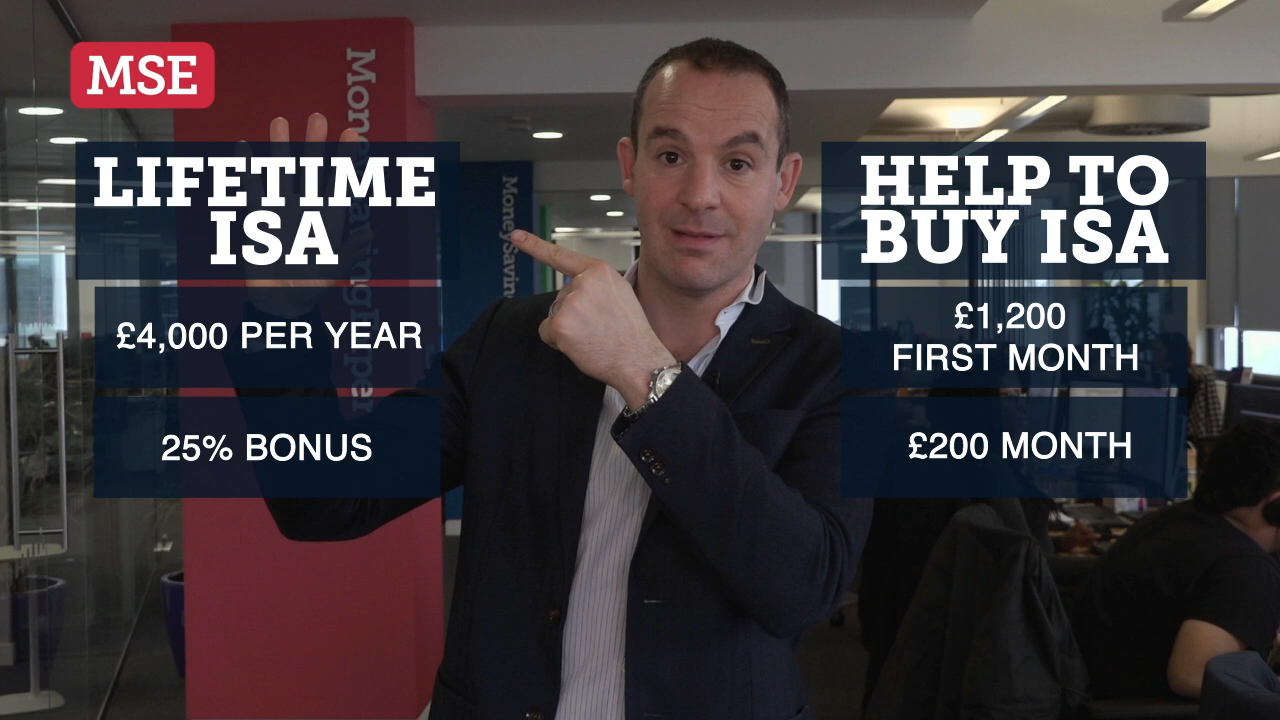 MSE
LIFETIME
ISA
£4,000 PER YEAR
25% BONUS
HELP TO
BUY ISA
£1,200
FIRST MONTH
£200 MONTH
MoneySavin